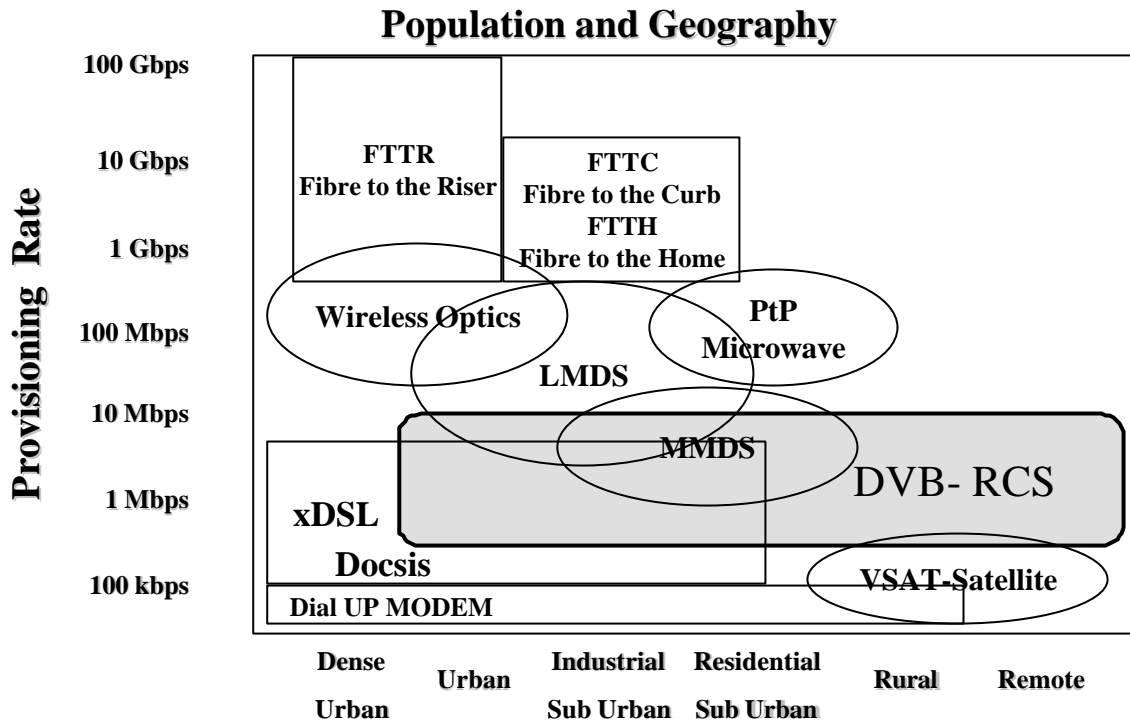 Population and Geography
Provisioning Rate
100 Gbps
10 Gbps
1 Gbps
100 Mbps
10 Mbps
1 Mbps
100 kbps
FTTR
Fibre to the Riser
FTTC
Fibre to the Curb
FTTH
Fibre to the Home
Wireless Optics
PtP
Microwave
LMDS
MMDS
DVB- RCS
xDSL
Docsis
VSAT-Satellite
Dial UP MODEM
Dense
Urban
Urban
Industrial
Sub Urban
Residential
Sub Urban
Rural
Remote